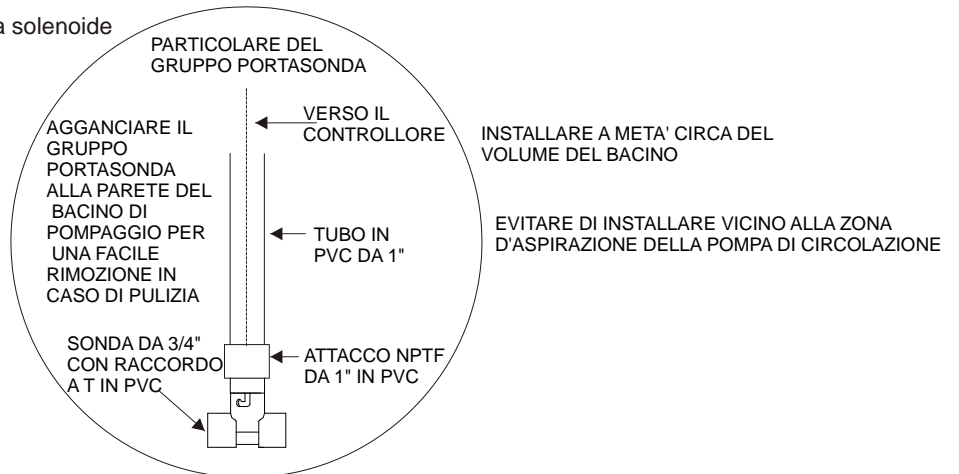 a solenoide
PARTICOLARE DEL
GRUPPO PORTASONDA
VERSO IL
CONTROLLORE
AGGANCIARE IL
GRUPPO
PORTASONDA
ALLA PARETE DEL
BACINO DI
POMPAGGIO PER
UNA FACILE
RIMOZIONE IN
CASO DI PULIZIA
INSTALLARE A META' CIRCA DEL
VOLUME DEL BACINO
EVITARE DI INSTALLARE VICINO ALLA ZONA
D'ASPIRAZIONE DELLA POMPA DI CIRCOLAZIONE
TUBO IN
PVC DA 1"
SONDA DA 3/4"
CON RACCORDO
A T IN PVC
ATTACCO NPTF
DA 1" IN PVC